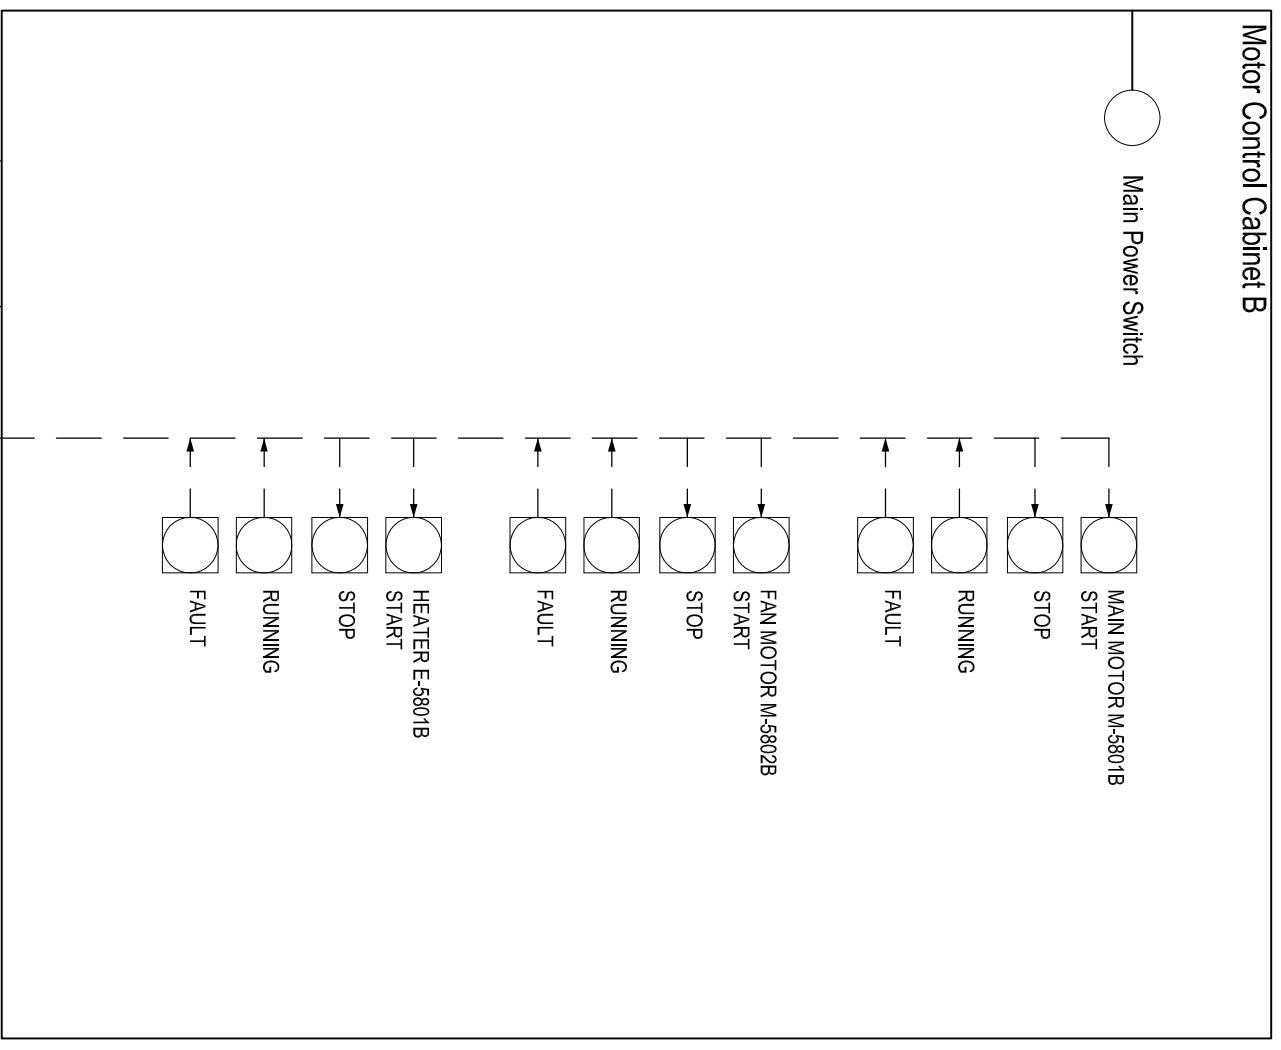 Motor Control Cabinet B
Main Power Switch
MAIN MOTOR M-5801B
START
STOP
RUNNING
FAULT
FAN MOTOR M-5802B
START
STOP
RUNNING
FAULT
HEATER E-5801B
START
STOP
RUNNING
FAULT